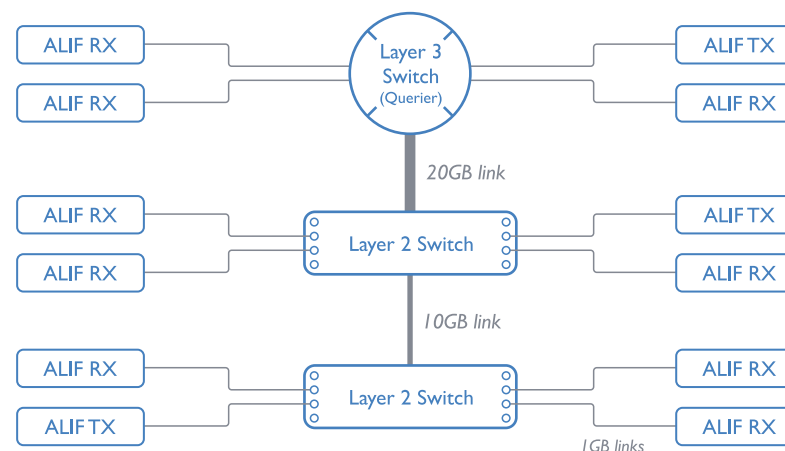 ALIF RX
Layer 3
Switch
(Querier)
ALIF TX
ALIF RX
ALIF RX
20GB link
ALIF RX
Layer 2 Switch
ALIF TX
ALIF RX
ALIF RX
10GB link
ALIF RX
Layer 2 Switch
ALIF RX
ALIF TX
ALIF RX
1GB links